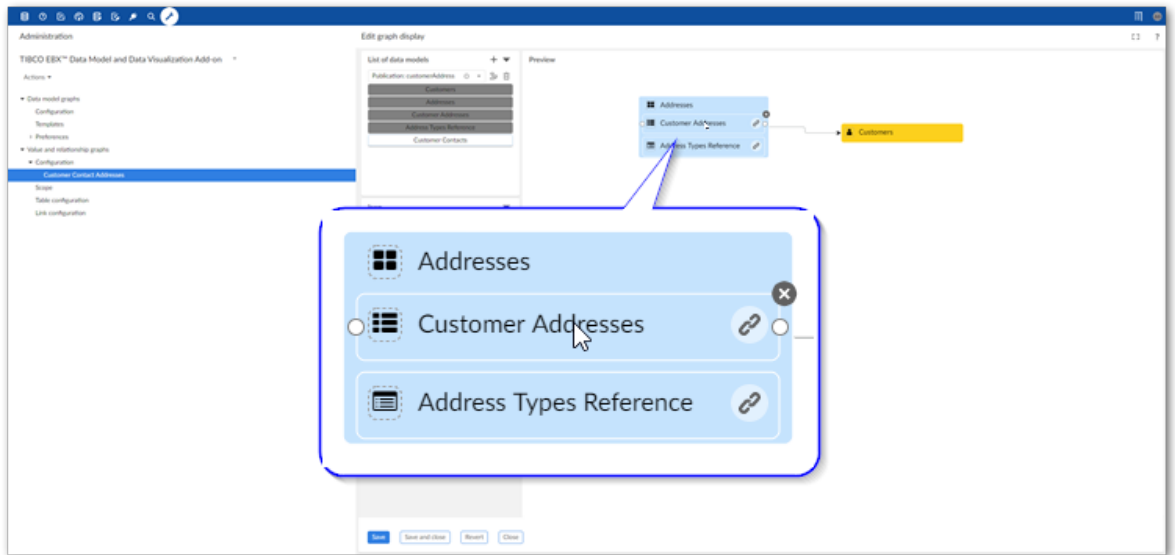 Administration
Edit graph display
TIBCO EBX™ Data Model and Data Visualization Add-on
Actions
Data model graphs
Configuration
Templates
Preferences
Value and relationship graphs
Configuration
Customer Contact Addresses
Scope
Table configuration
Link configuration
List of data models
Publication: customerAddress
Customers
Addresses
Customer Addresses
Address Types Reference
Customer Contacts
Preview
Addresses
Customer Addresses
Address Types Reference
Customers
Addresses
Customer Addresses
Address Types Reference
Save
Save and close
Revert
Close